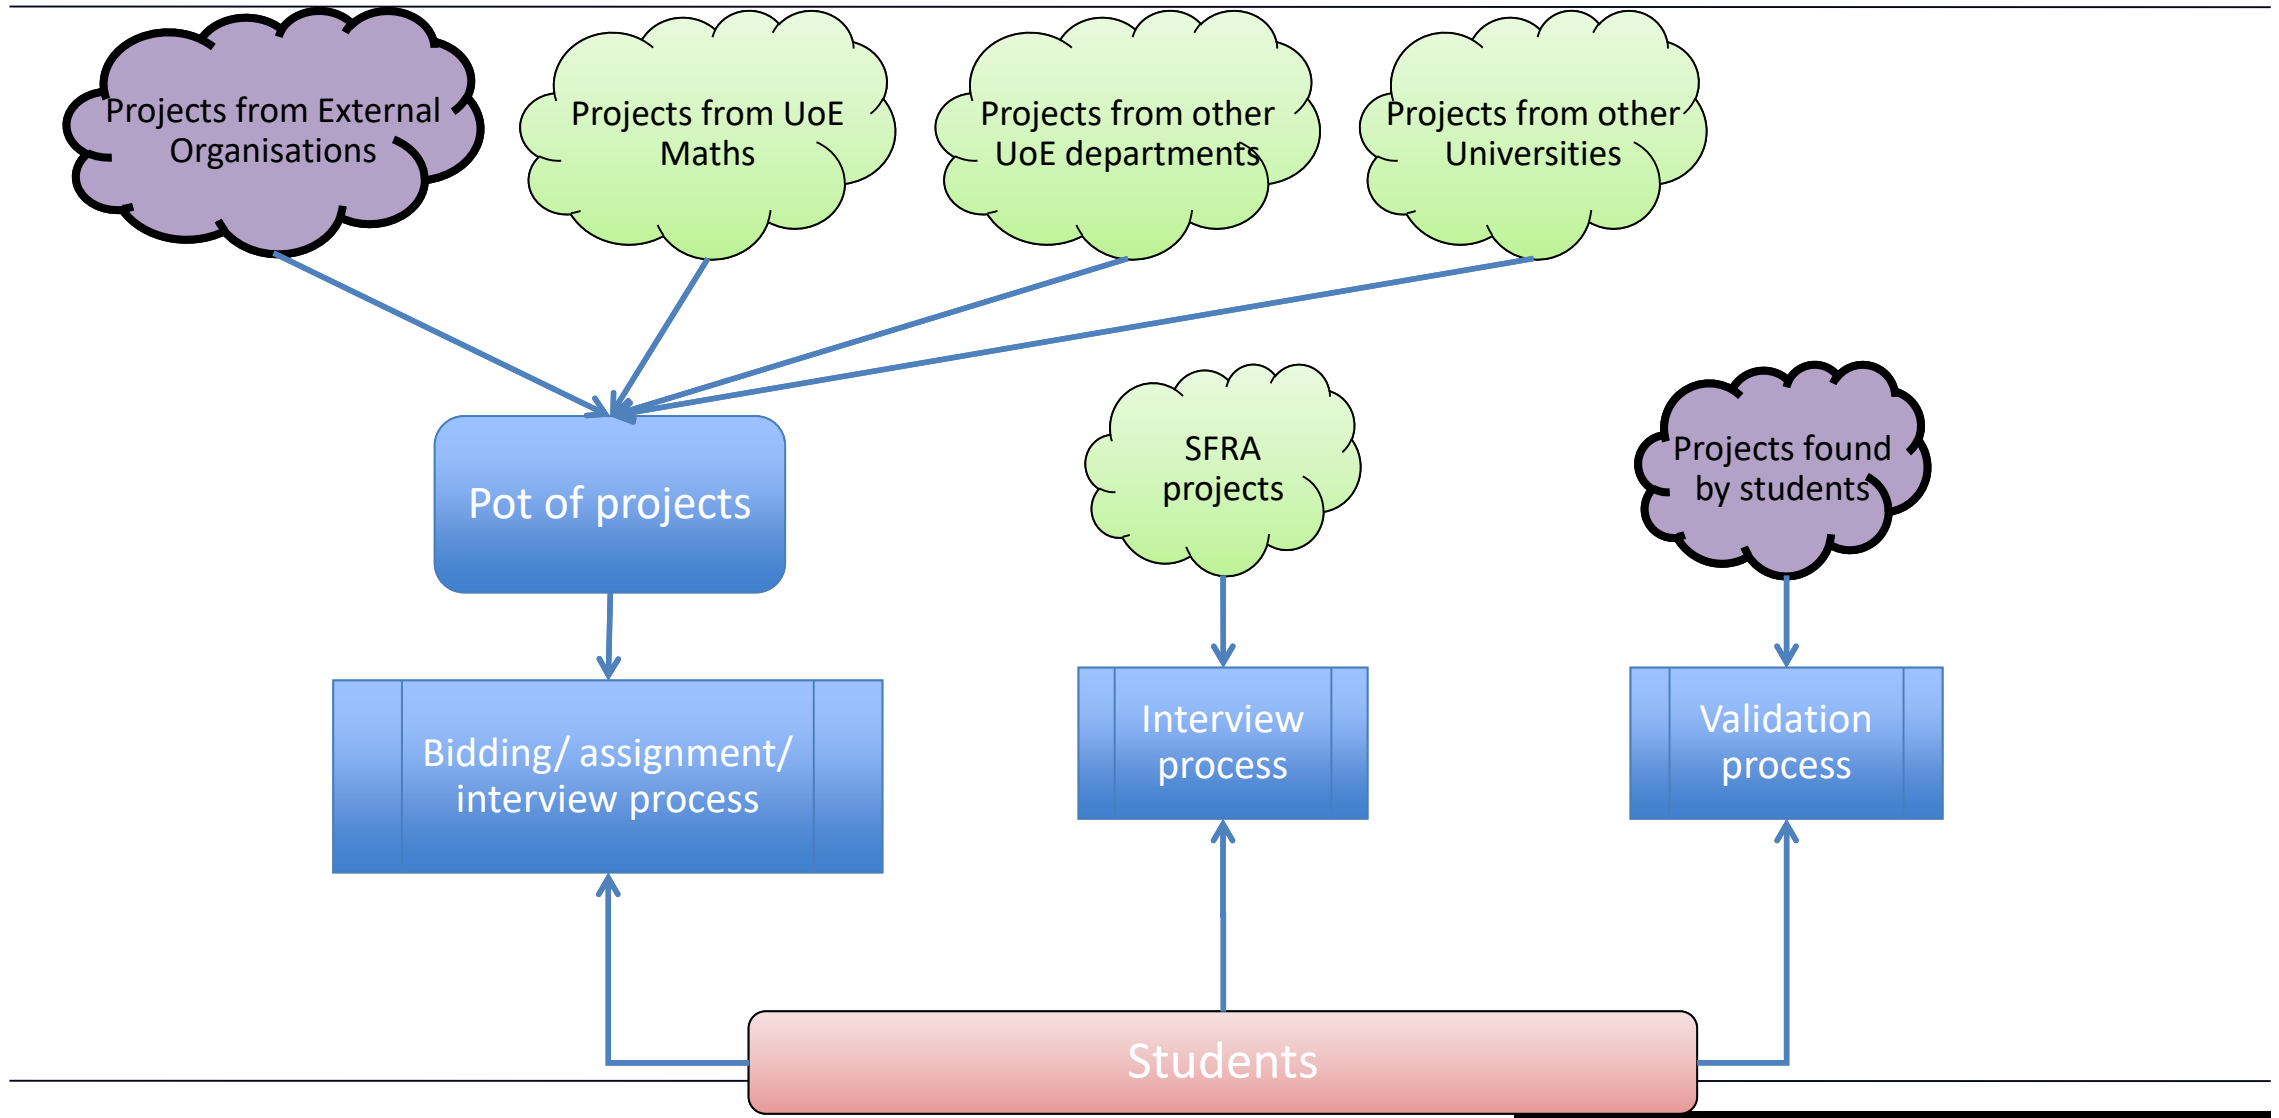 Projects from External
Organisations
Projects from UoE
Maths
Projects from other
UoE departments
Projects from other
Universities
Pot of projects
SFRA
projects
Projects found
by students
Bidding/ assignment/
interview process
Interview
process
Validation
process
Students